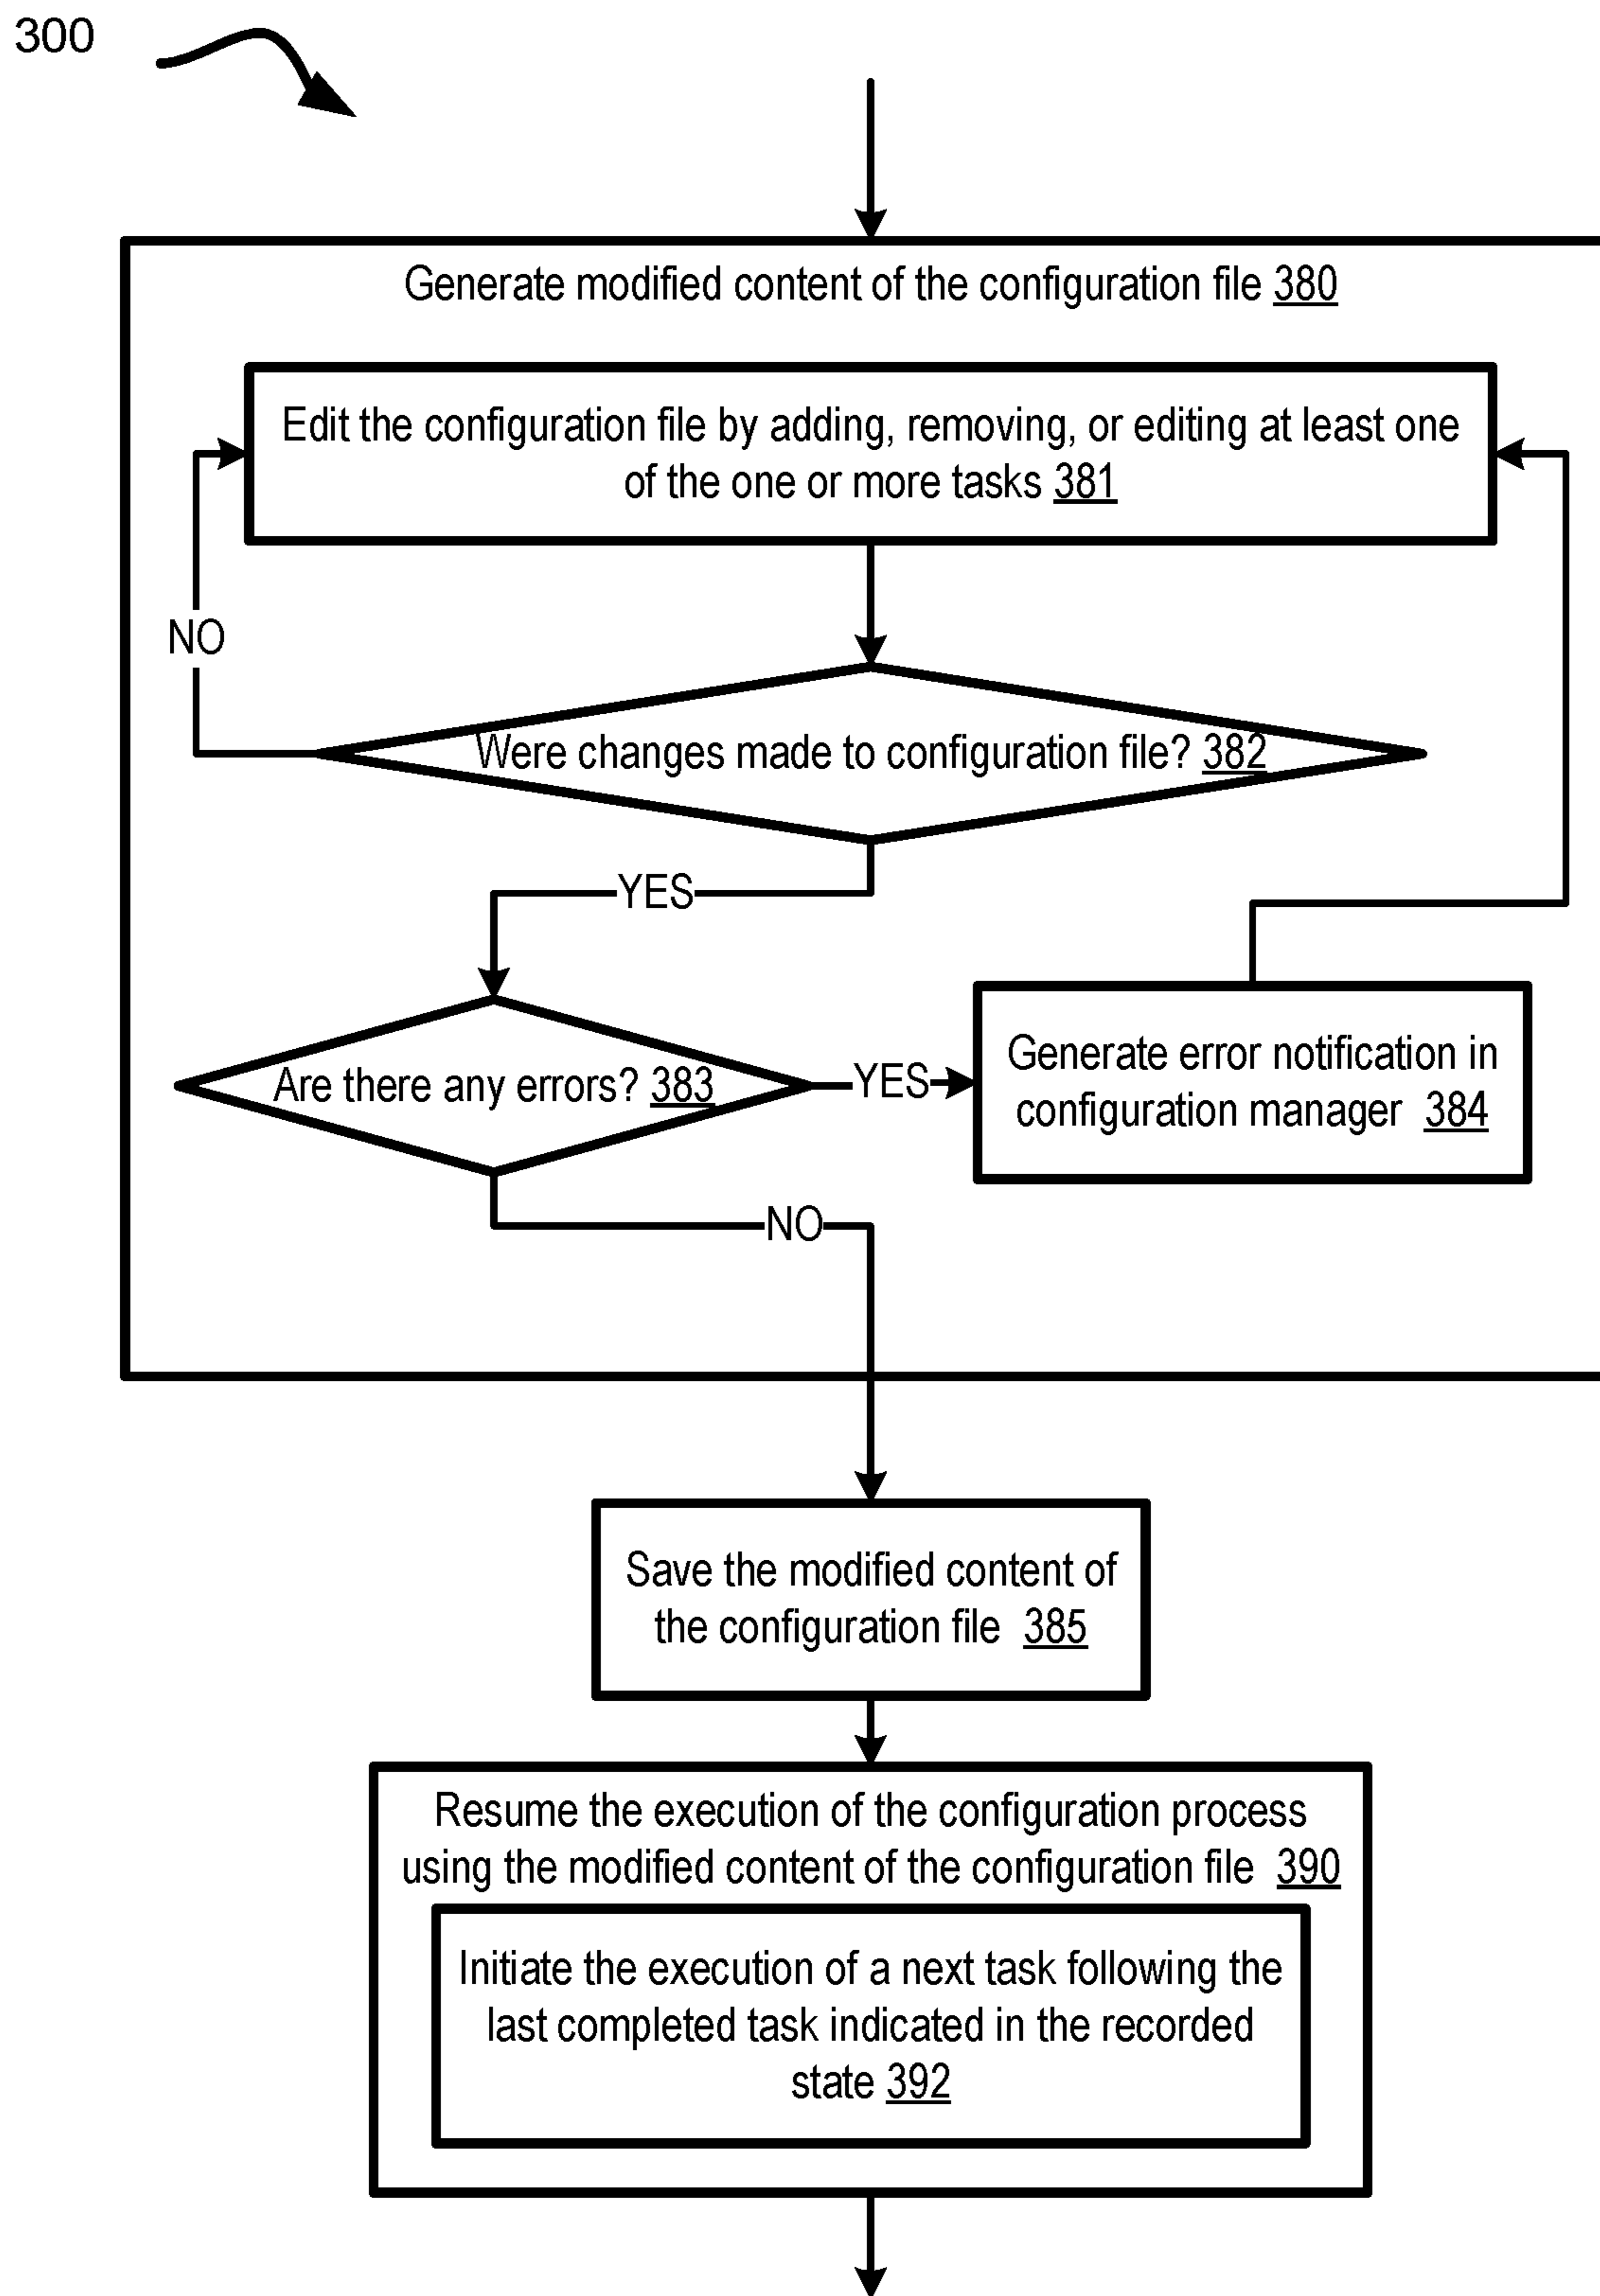 300
Generate modified content of the configuration file 380
Edit the configuration file by adding, removing, or editing at least one
of the one or more tasks 381
NO
Were changes made to configuration file? 382
YES
Are there any errors? 383
YES
Generate error notification in
configuration manager 384
NO
Save the modified content of
the configuration file 385
Resume the execution of the configuration process
using the modified content of the configuration file 390
Initiate the execution of a next task following the
last completed task indicated in the recorded
state 392